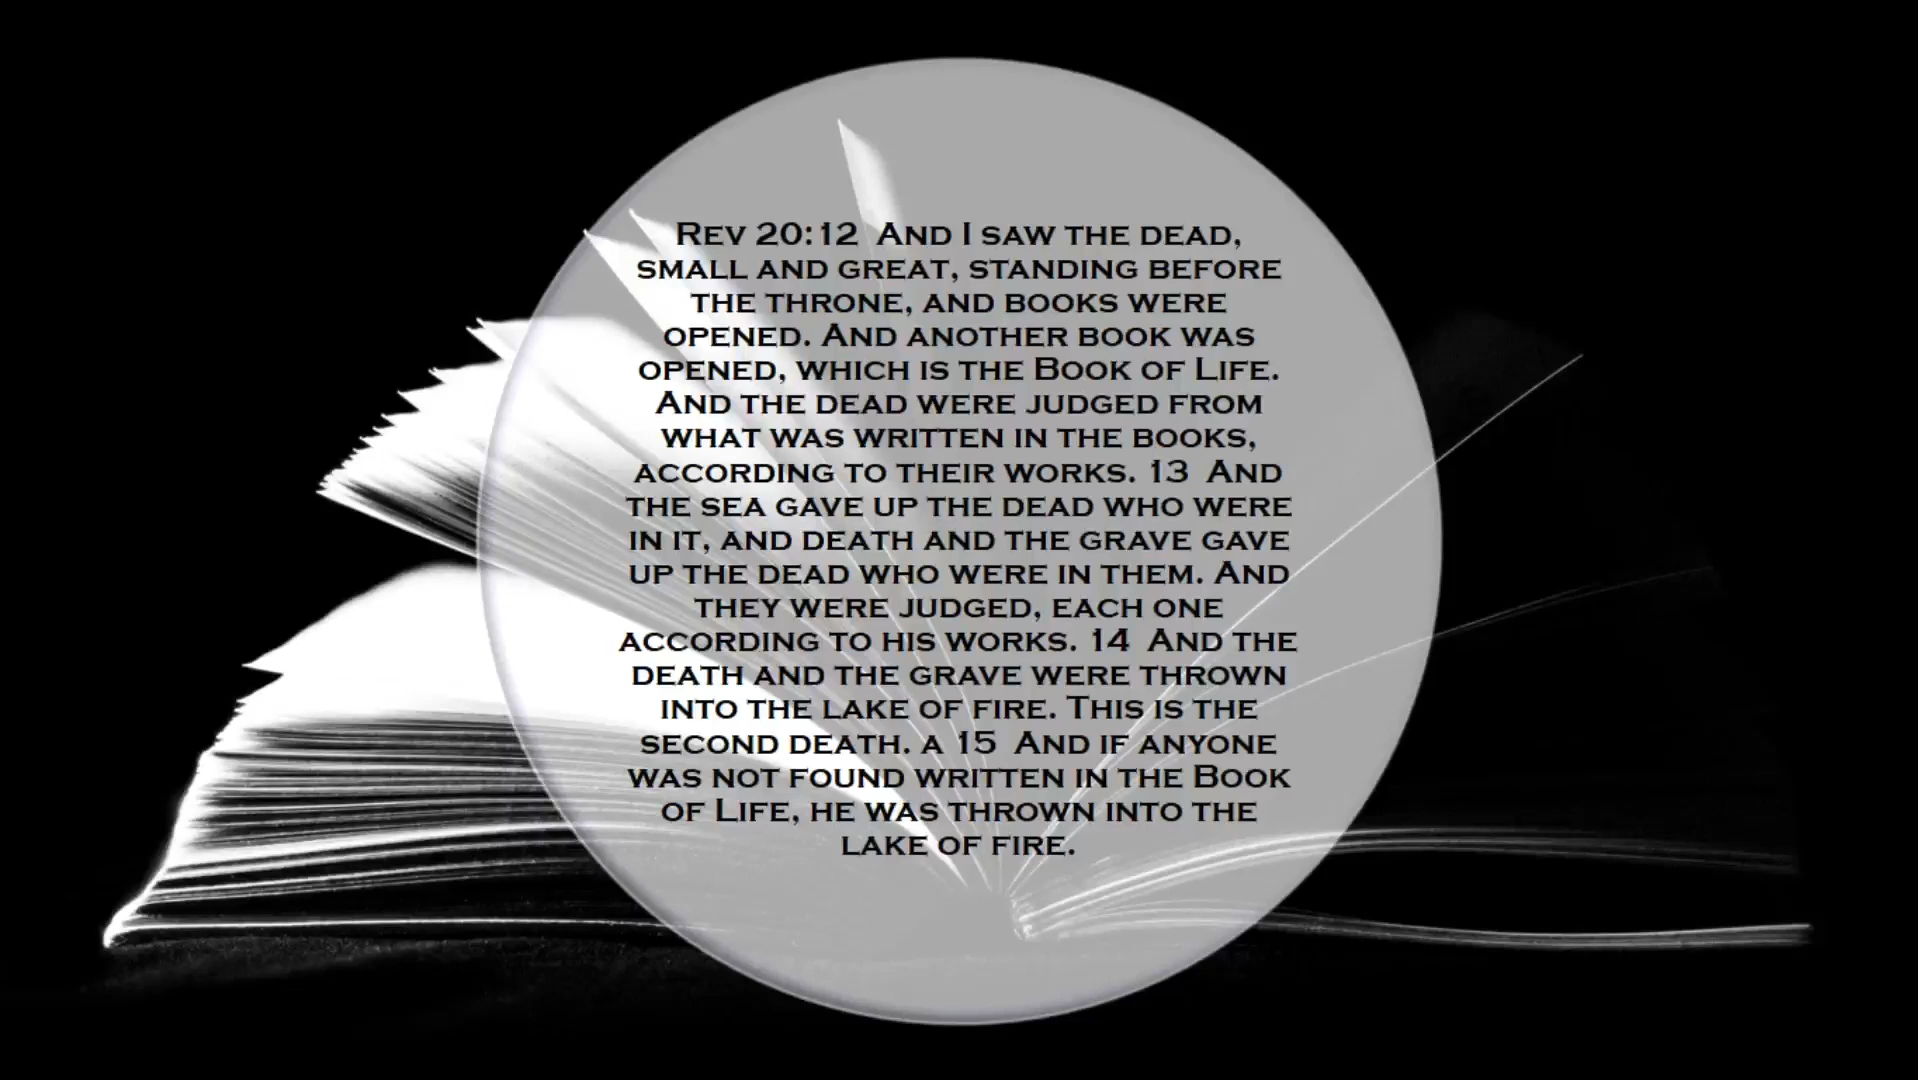 Rev 20:12 And I saw the dead,
small and great, standing before
the throne, and books were
opened. And another book was
opened, which is the Book of Life.
And the dead were judged from
what was written in the books,
according to their works. 13 And
the sea gave up the dead who were
in it, and death and the grave gave
up the dead who were in them. And
they were judged, each one
according to his works. 14 And the
death and the grave were thrown
into the lake of fire. This is the
second death. a 15 And if anyone
was not found written in the Book
of Life, he was thrown into the
lake of fire.